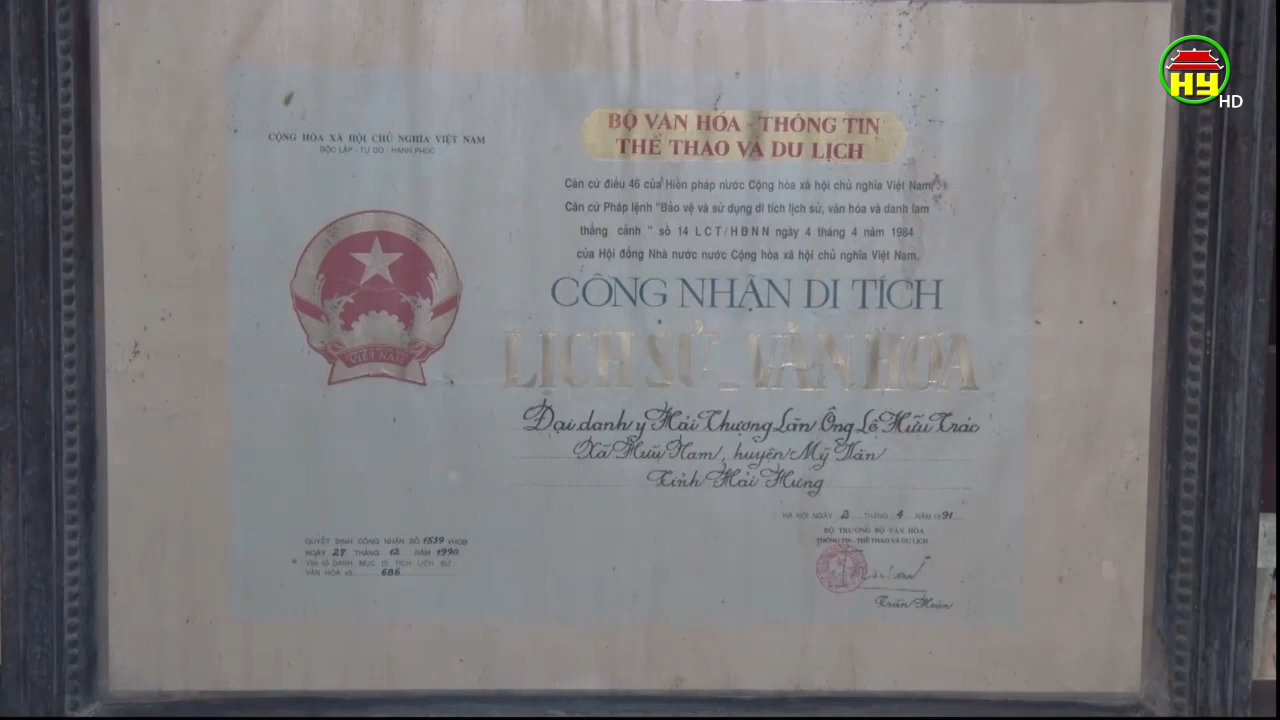 HY HD
CỘNG HÒA XÃ HỘI CHỦ NGHĨA VIỆT NAM
ĐỘC LẬP - TỰ DO - HẠNH PHÚC
BỘ VĂN HÓA - THÔNG TIN
THỂ THAO VÀ DU LỊCH
Căn cứ điều 46 của Hiến pháp nước Cộng hòa xã hội chủ nghĩa Việt Nam.
Căn cứ Pháp lệnh "Bảo vệ và sử dụng di tích lịch sử, văn hóa và danh lam
thắng cảnh " số 14 LCT/HĐNN ngày 4 tháng 4 năm 1984
của Hội đồng Nhà nước nước Cộng hòa xã hội chủ nghĩa Việt Nam.
CÔNG NHẬN DI TÍCH
LỊCH SỬ _ VĂN HÓA
VIỆT NAM
Đại danh y Hải Thượng Lãn Ông Lê Hữu Trác
Xã Hữu Nam, huyện Mỹ Văn
Tỉnh Hải Hưng
HÀ NỘI NGÀY 2 THÁNG 4 NĂM 1991
BỘ TRƯỞNG BỘ VĂN HÓA
THÔNG TIN - THỂ THAO VÀ DU LỊCH
Trần Hoàn
QUYẾT ĐỊNH CÔNG NHẬN SỐ 1539 VHQĐ
NGÀY 27 THÁNG 12 NĂM 1990
Vào sổ DANH MỤC DI TÍCH LỊCH SỬ -
VĂN HÓA số 686